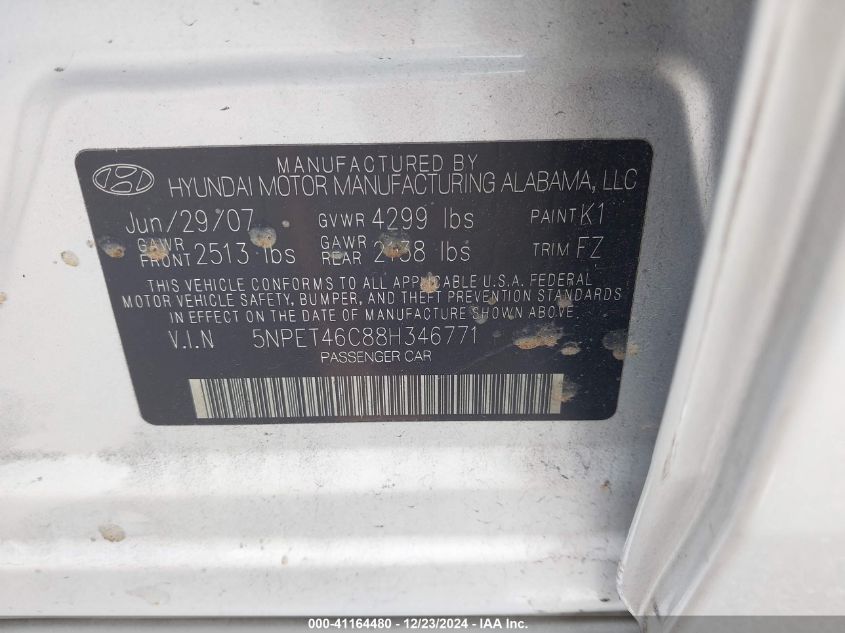 MANUFACTURED BY
HYUNDAI MOTOR MANUFACTURING ALABAMA, LLC
Jun/29/07 GVWR 4299 lbs PAINT K1
GAWR FRONT 2513 lbs GAWR REAR lbs TRIM FZ
THIS VEHICLE CONFORMS TO ALL APPLICABLE U.S.A. FEDERAL
MOTOR VEHICLE SAFETY, BUMPER, AND THEFT PREVENTION STANDARDS
IN EFFECT ON THE DATE OF MANUFACTURE SHOWN ABOVE.
V.I.N 5NPET46C88H346771
PASSENGER CAR
000-41164480 - 12/23/2024 - IAA Inc.